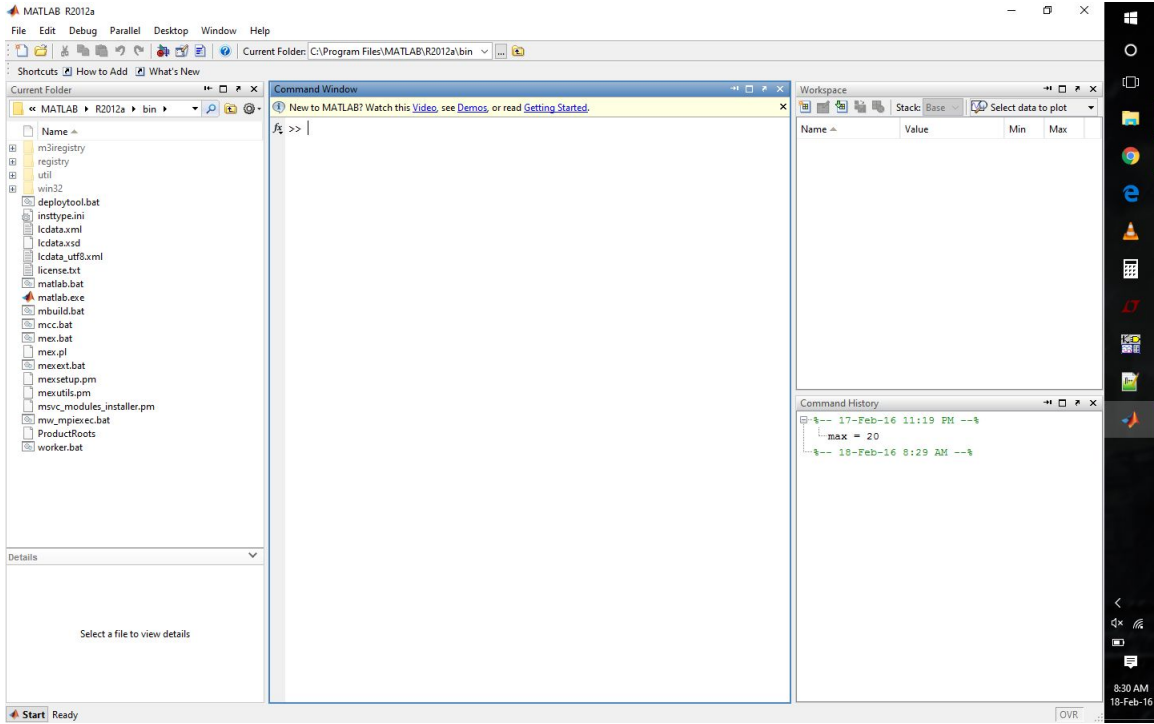 MATLAB R2012a
File Edit Debug Parallel Desktop Window Help
Current Folder: C:\Program Files\MATLAB\R2012a\bin ...
Shortcuts How to Add What's New
Current Folder
« MATLAB ▸ R2012a ▸ bin ▸
Name
m3iregistry
registry
util
win32
deploytool.bat
insttype.ini
lcdata.xml
lcdata.xsd
lcdata_utf8.xml
license.txt
matlab.bat
matlab.exe
mbuild.bat
mcc.bat
mex.bat
mex.pl
mexext.bat
mexsetup.pm
mexutils.pm
msvc_modules_installer.pm
mw_mpiexec.bat
ProductRoots
worker.bat
Details
Select a file to view details
Start Ready
Command Window
New to MATLAB? Watch this Video, see Demos, or read Getting Started.
fx >>
Workspace
Stack: Base Select data to plot
Name Value Min Max
Command History
%-- 17-Feb-16 11:19 PM --%
max = 20
%-- 18-Feb-16 8:29 AM --%
OVR
8:30 AM
18-Feb-16